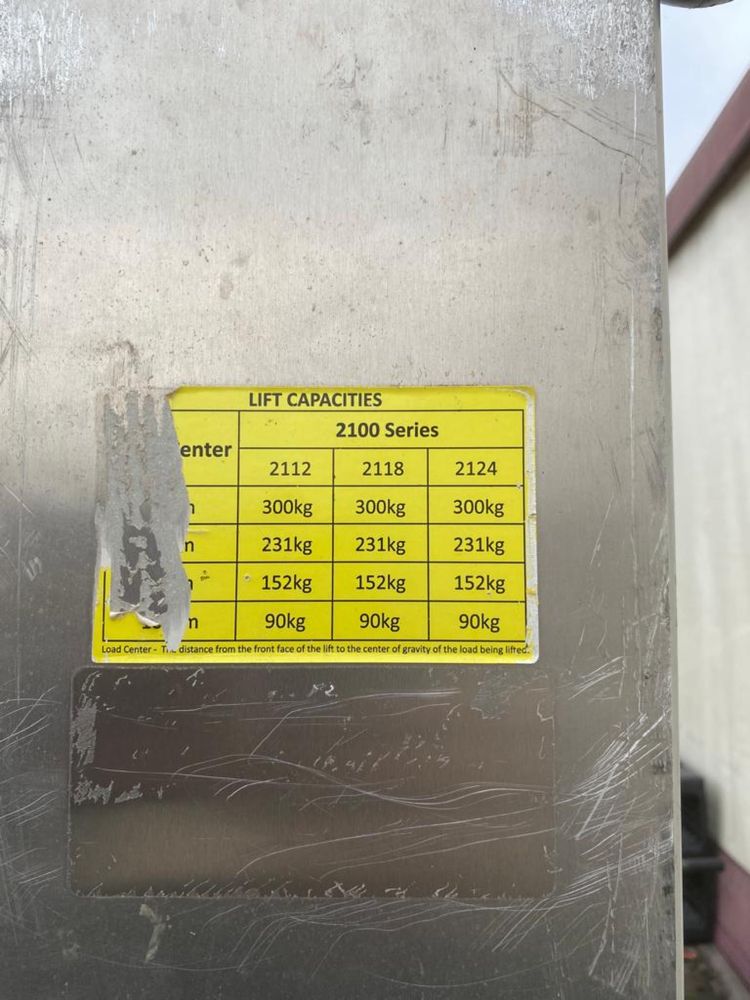 LIFT CAPACITIES
enter
2100 Series
2112 2118 2124
300kg 300kg 300kg
n 231kg 231kg 231kg
152kg 152kg 152kg
m 90kg 90kg 90kg
Load Center - distance from the front face of the lift to the center of gravity of the load being lifted.